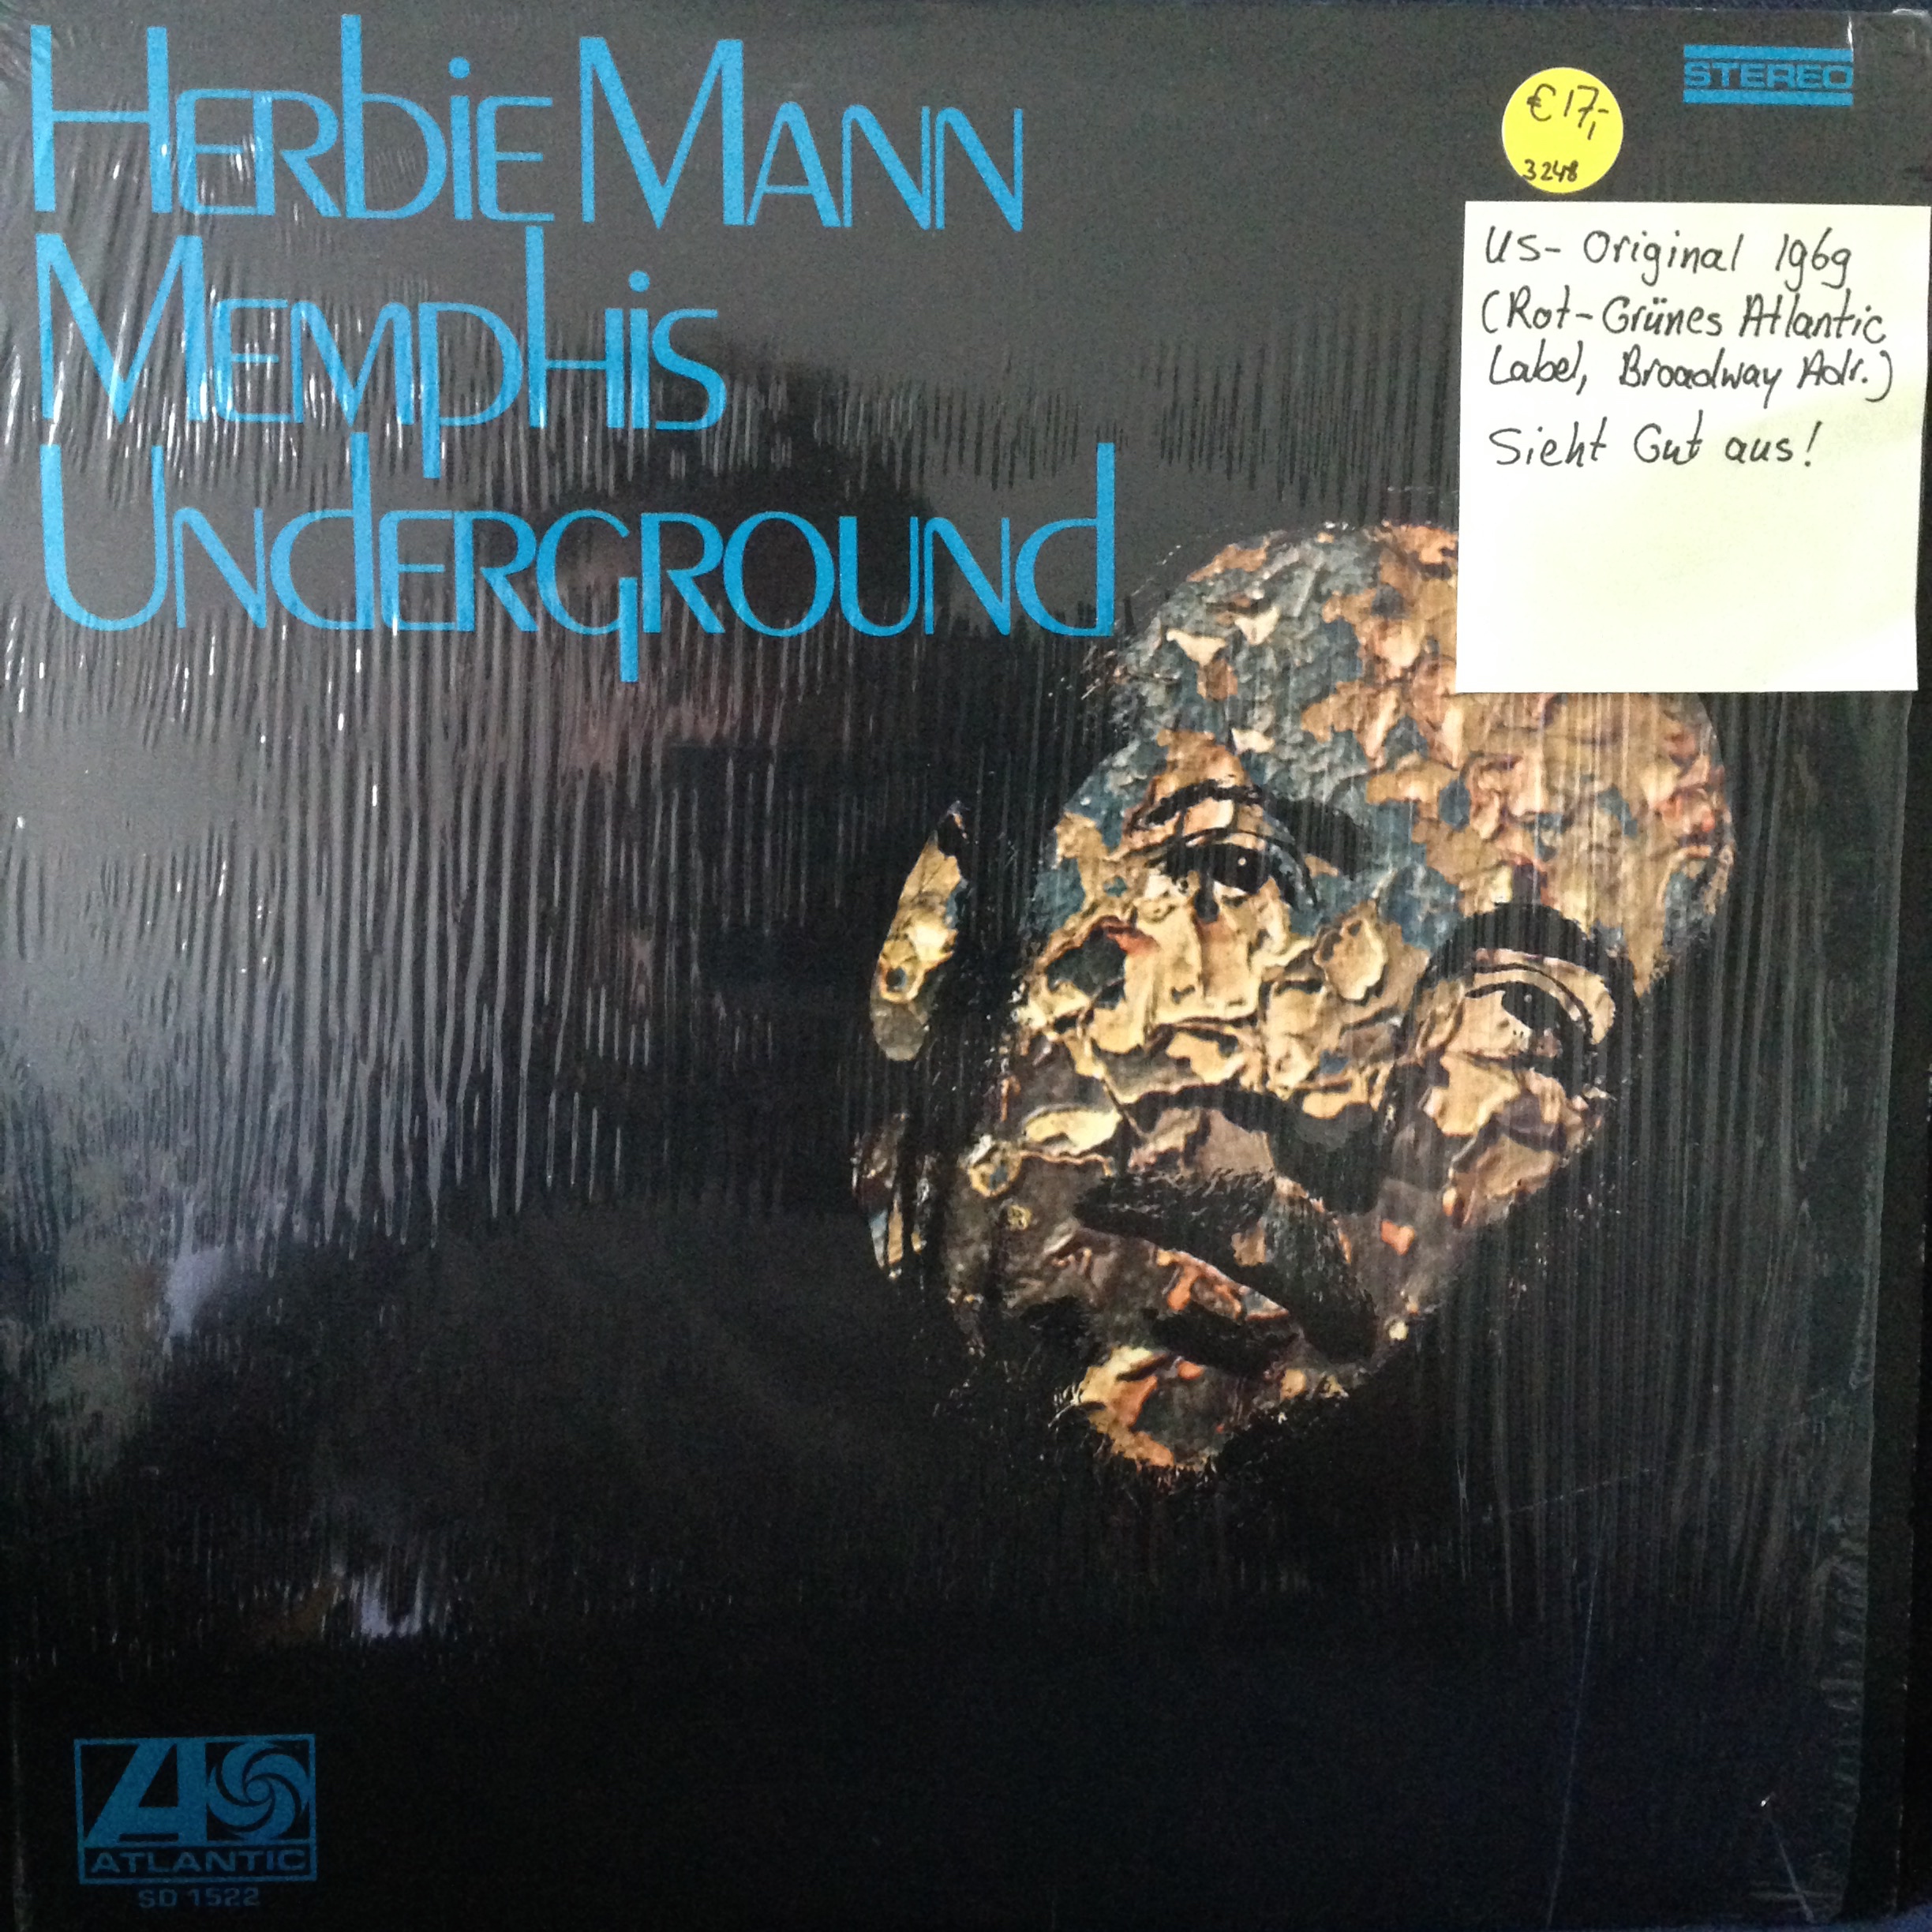 HERbiE MANN
MEMphis
UNdERGROUNd
STEREO
€17,-
3248
US- Original 1969
(Rot-Grünes Atlantic
Label, Broadway Adr.)
Sieht Gut aus!
ATLANTIC
SD 1522